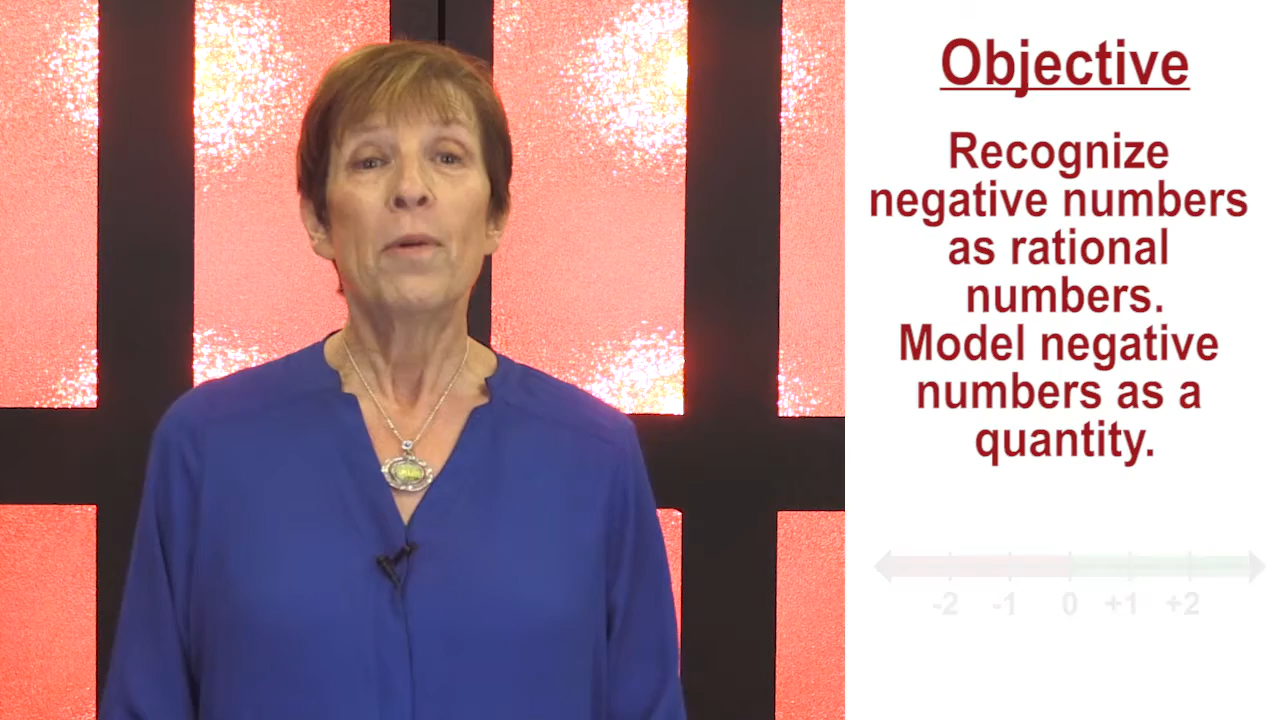 Objective
Recognize
negative numbers
as rational
numbers.
Model negative
numbers as a
quantity.
-2 -1 0 +1 +2